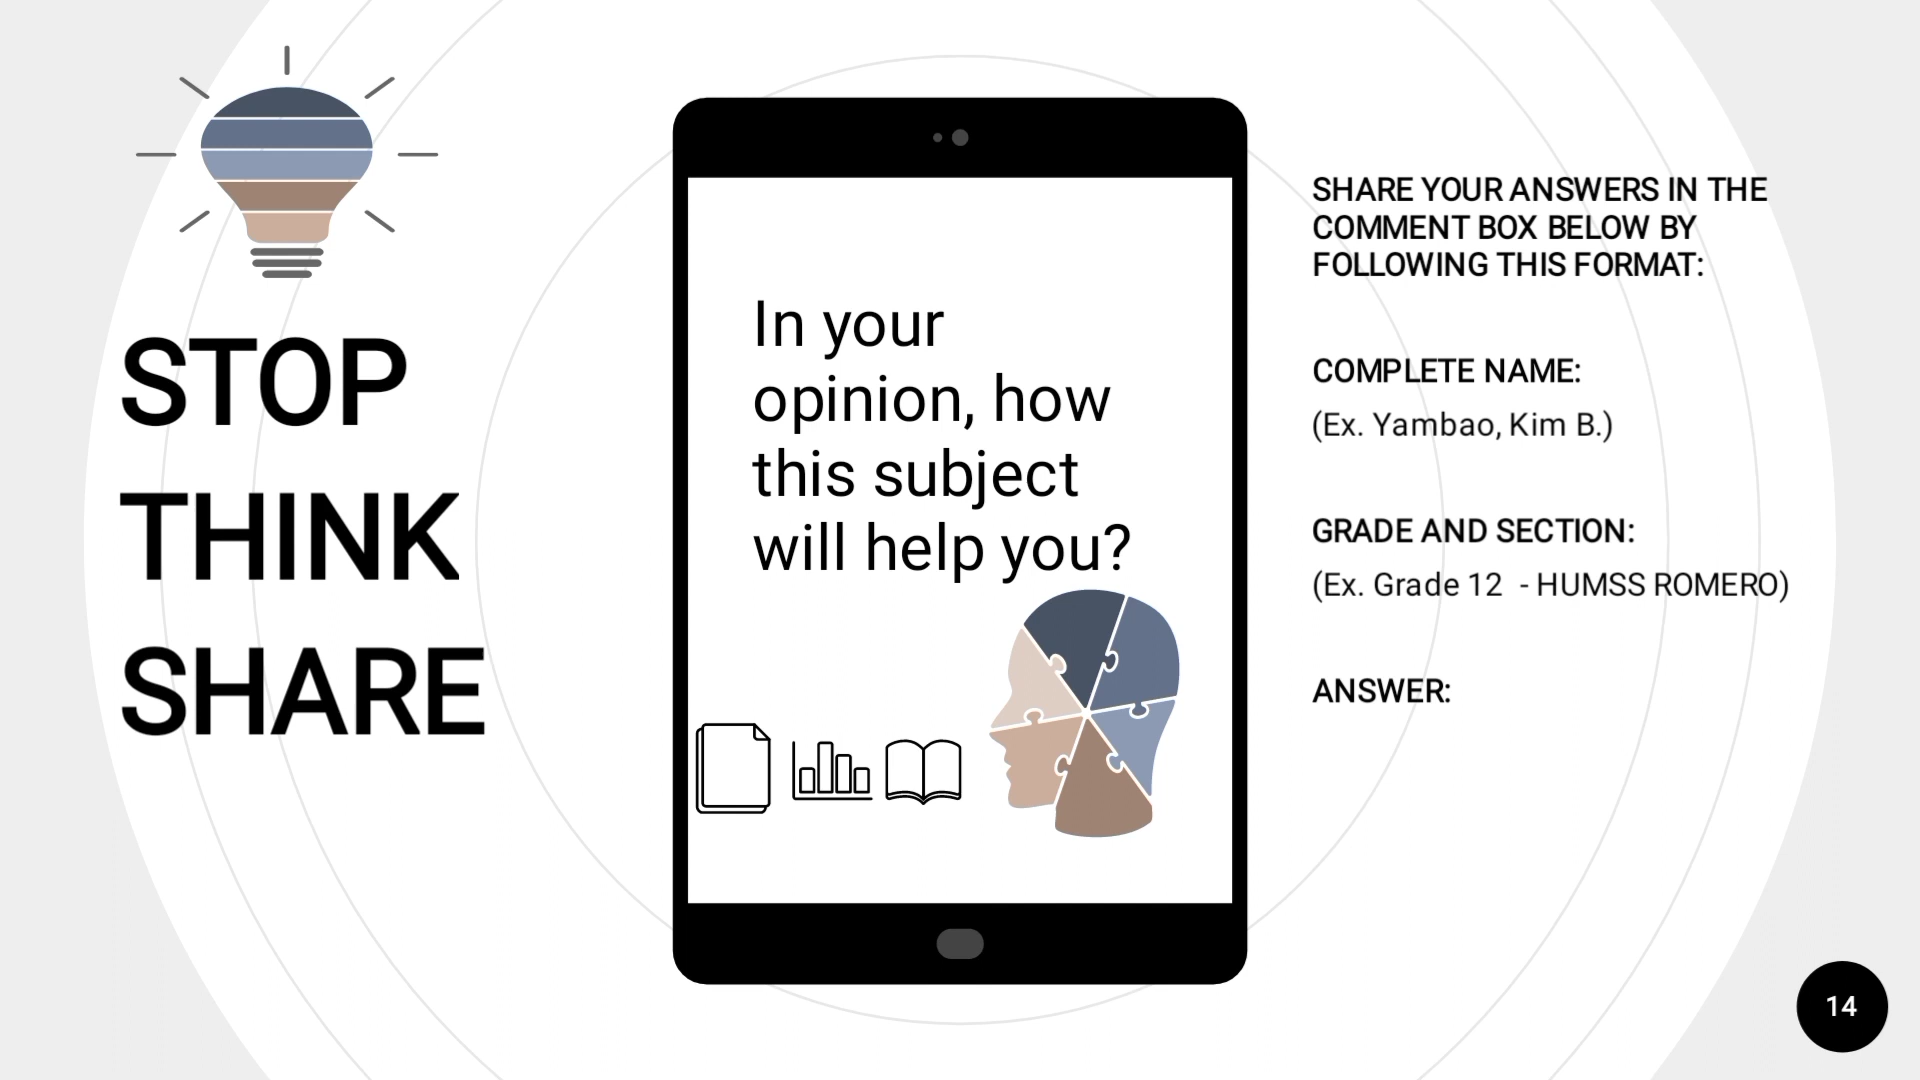 STOP
THINK
SHARE
In your
opinion, how
this subject
will help you?
SHARE YOUR ANSWERS IN THE
COMMENT BOX BELOW BY
FOLLOWING THIS FORMAT:
COMPLETE NAME:
(Ex. Yambao, Kim B.)
GRADE AND SECTION:
(Ex. Grade 12  - HUMSS ROMERO)
ANSWER:
14